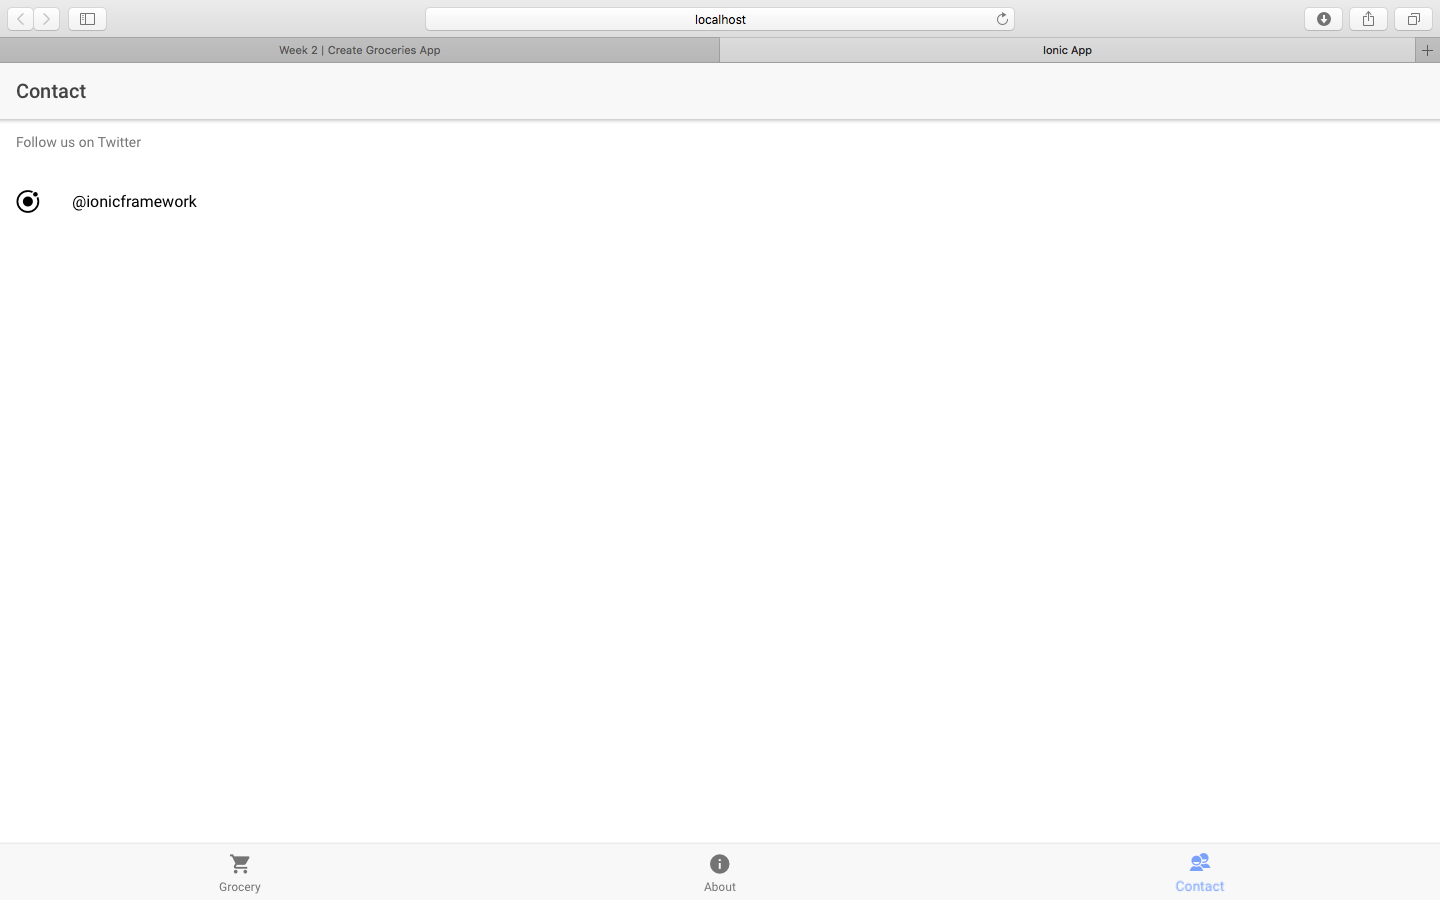 localhost
Week 2 | Create Groceries App
Ionic App
Contact
Follow us on Twitter
@ionicframework
Grocery
About
Contact